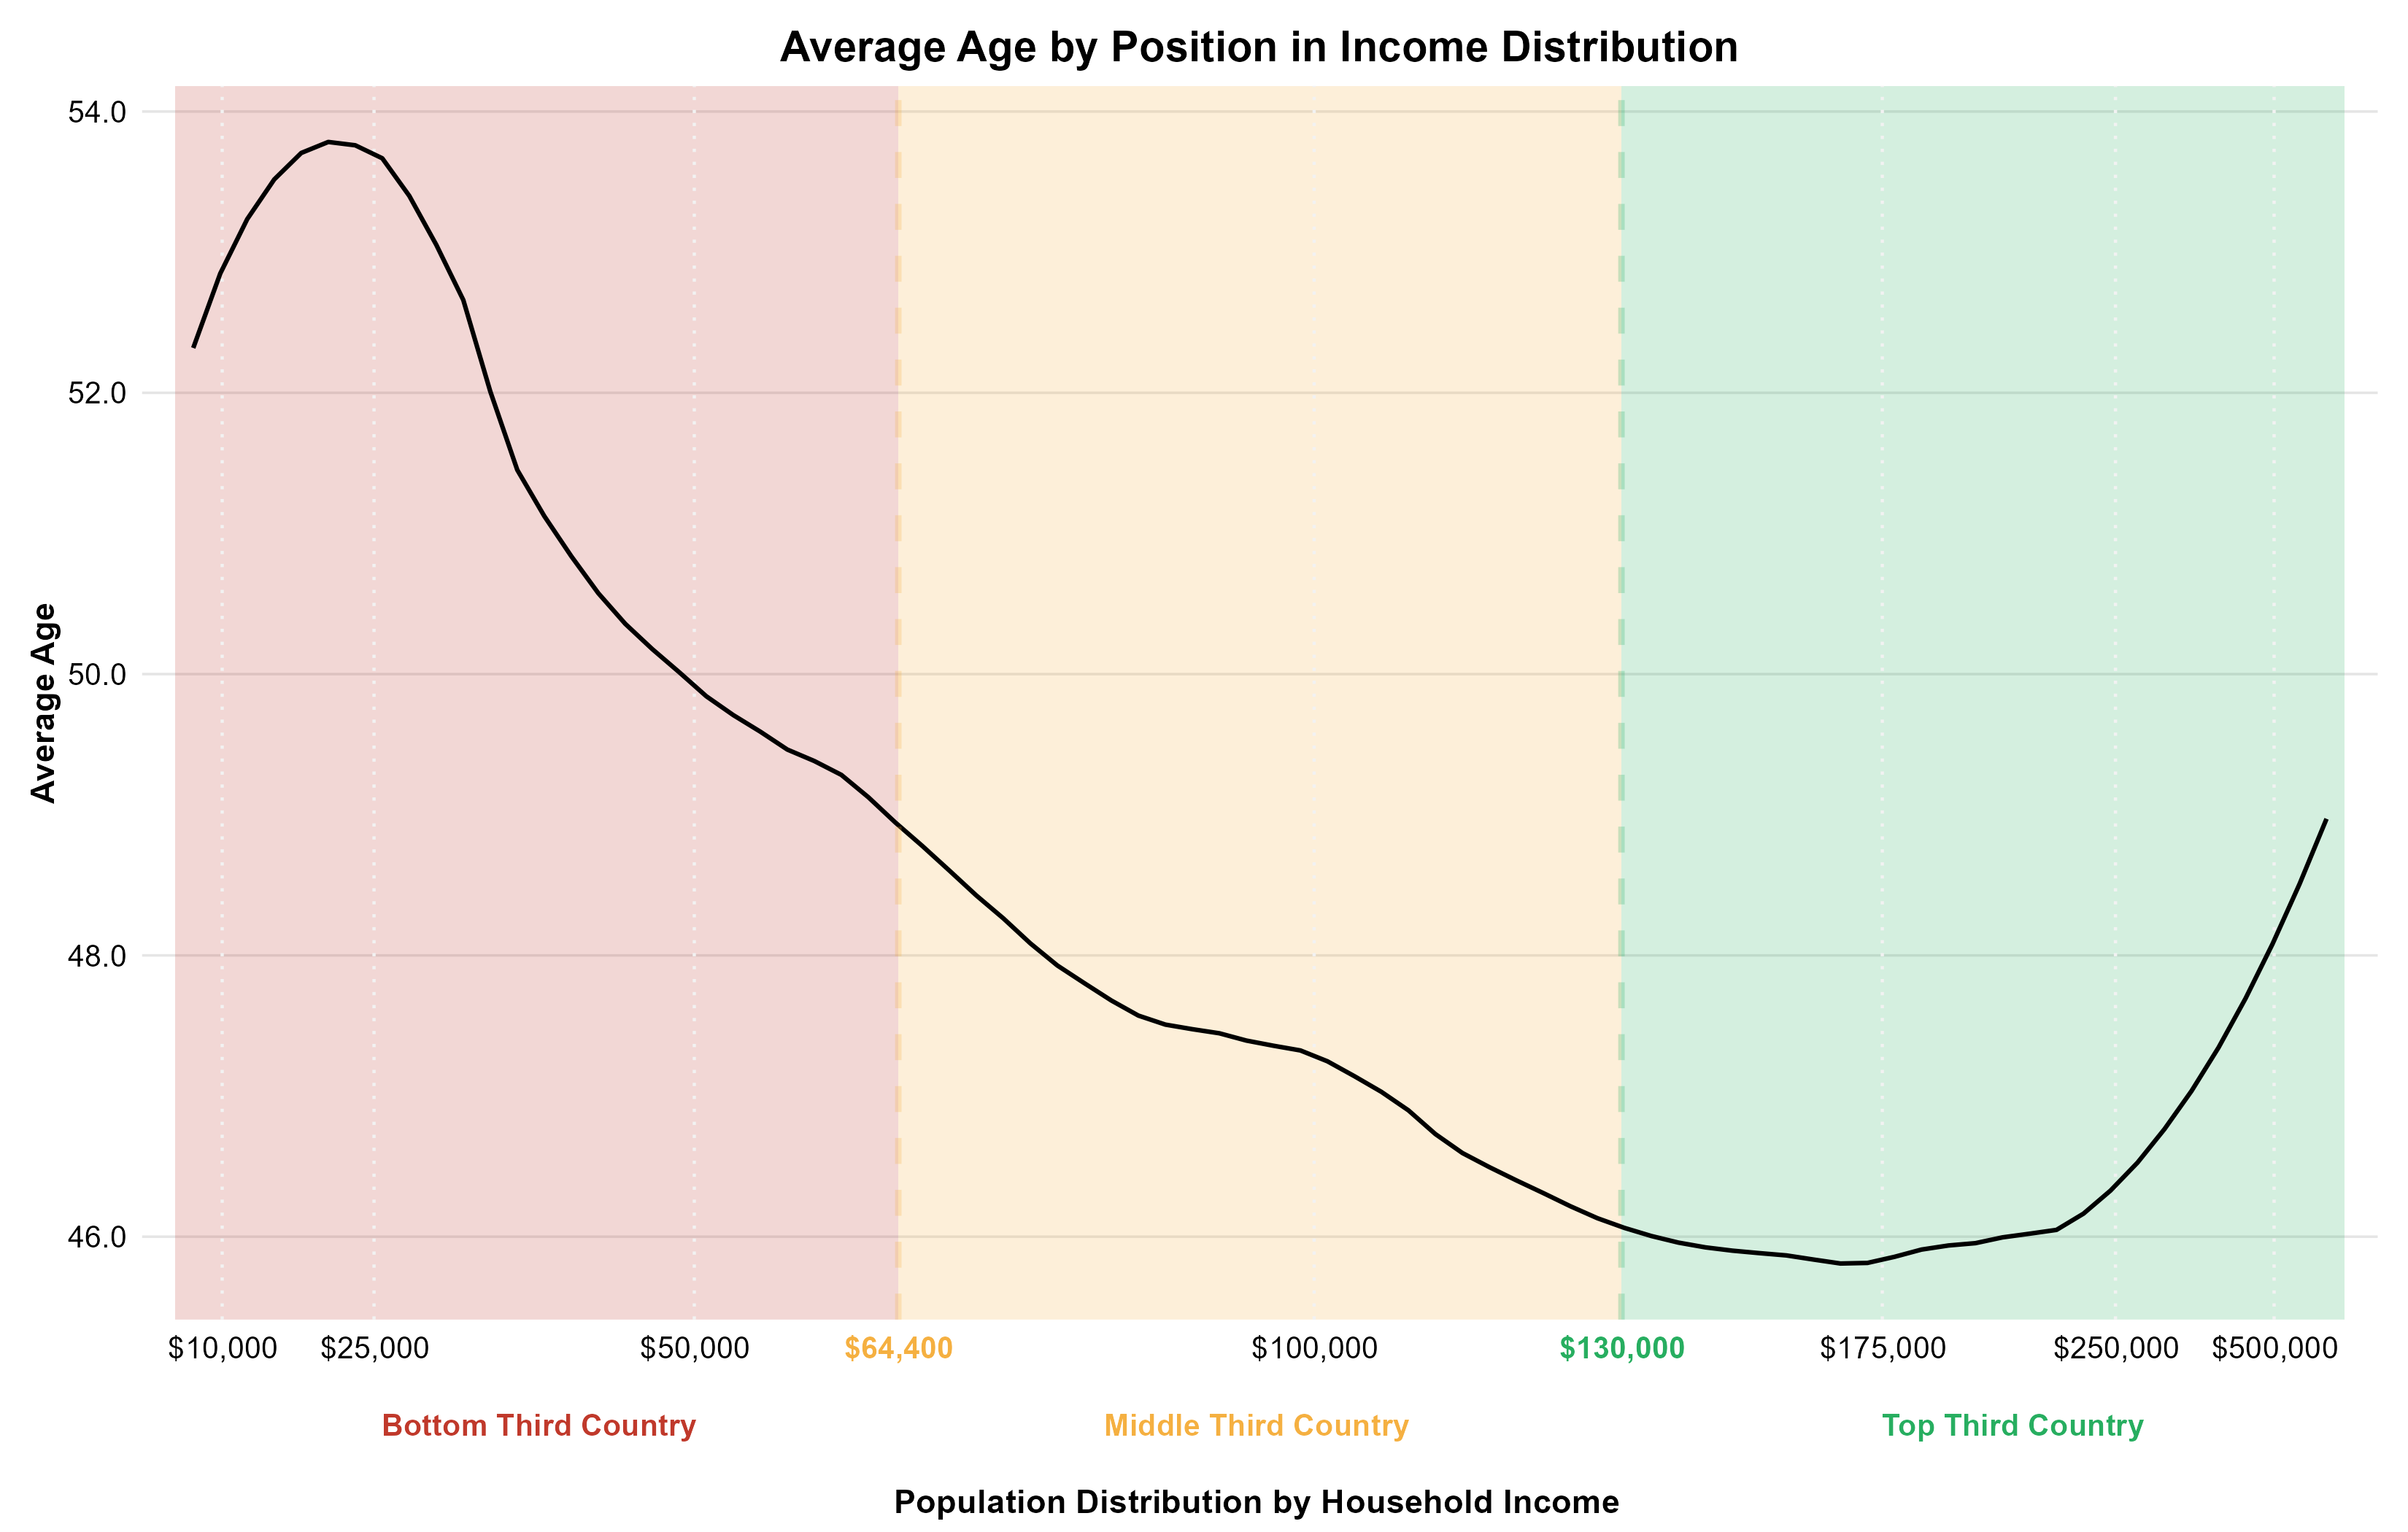 Average Age by Position in Income Distribution
54.0
52.0
50.0
48.0
46.0
Average Age
$10,000 $25,000 $50,000 $64,400 $100,000 $130,000 $175,000 $250,000 $500,000
Bottom Third Country Middle Third Country Top Third Country
Population Distribution by Household Income